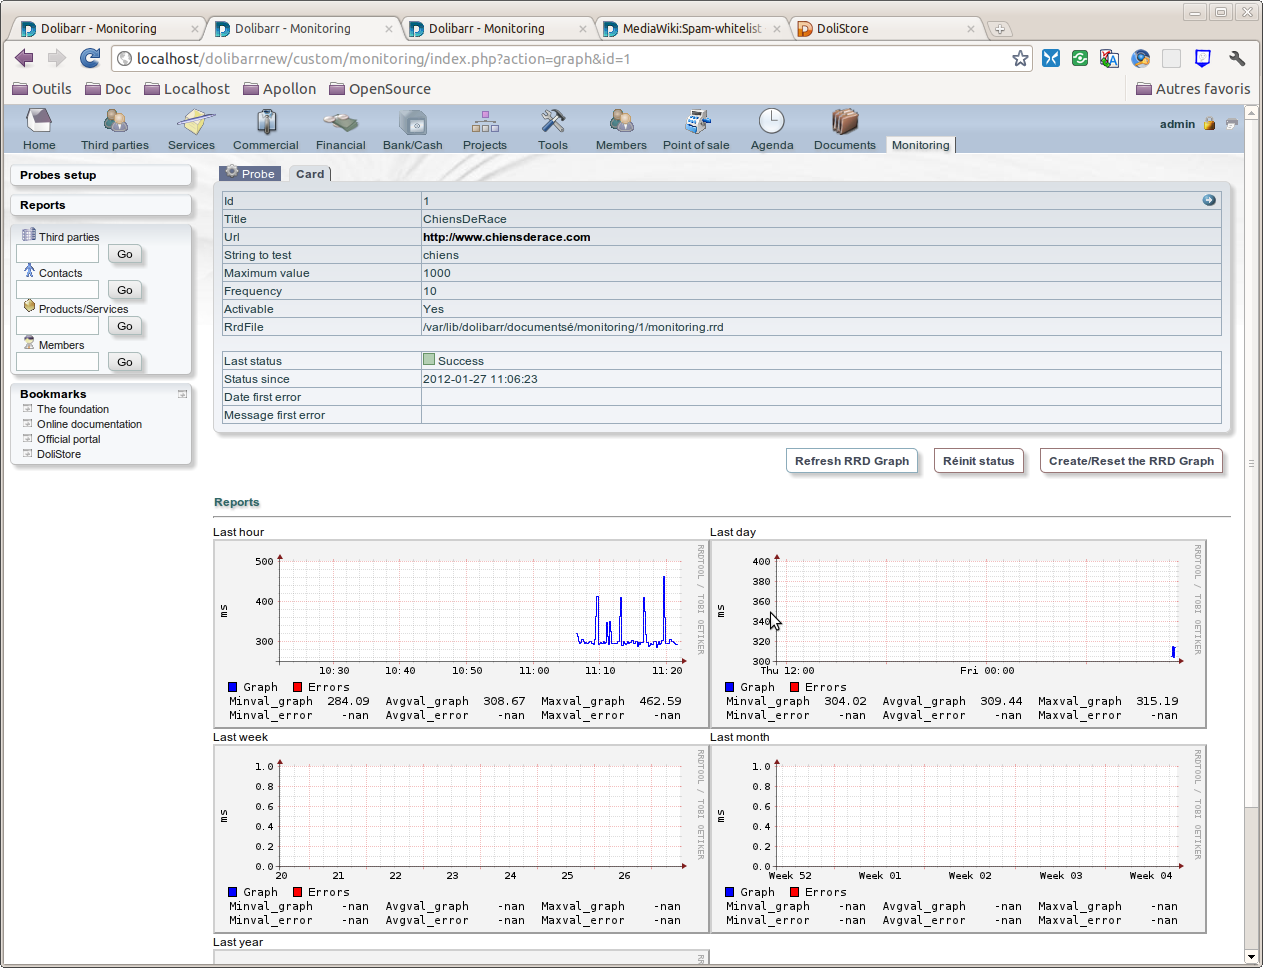 Dolibarr - Monitoring
Dolibarr - Monitoring
Dolibarr - Monitoring
MediaWiki:Spam-whitelist
DoliStore
localhost/dolibarrnew/custom/monitoring/index.php?action=graph&id=1
Outils Doc Localhost Apollon OpenSource Autres favoris
Home Third parties Services Commercial Financial Bank/Cash Projects Tools Members Point of sale Agenda Documents Monitoring
admin
Probes setup
Reports
Third parties
Go
Contacts
Go
Products/Services
Go
Members
Go
Bookmarks
The foundation
Online documentation
Official portal
DoliStore
Probe Card
Id 1
Title ChiensDeRace
Url http://www.chiensderace.com
String to test chiens
Maximum value 1000
Frequency 10
Activable Yes
RrdFile /var/lib/dolibarr/documentsé/monitoring/1/monitoring.rrd
Last status Success
Status since 2012-01-27 11:06:23
Date first error
Message first error
Refresh RRD Graph Réinit status Create/Reset the RRD Graph
Reports
Last hour
500
400
300
ms
10:30 10:40 10:50 11:00 11:10 11:20
RRDTOOL / TOBI OETIKER
Graph Errors
Minval_graph 284.09 Avgval_graph 308.67 Maxval_graph 462.59
Minval_error -nan Avgval_error -nan Maxval_error -nan
Last day
400
380
360
340
320
300
ms
Thu 12:00 Fri 00:00
RRDTOOL / TOBI OETIKER
Graph Errors
Minval_graph 304.02 Avgval_graph 309.44 Maxval_graph 315.19
Minval_error -nan Avgval_error -nan Maxval_error -nan
Last week
1.0
0.8
0.6
0.4
0.2
0.0
ms
20 21 22 23 24 25 26
RRDTOOL / TOBI OETIKER
Graph Errors
Minval_graph -nan Avgval_graph -nan Maxval_graph -nan
Minval_error -nan Avgval_error -nan Maxval_error -nan
Last month
1.0
0.8
0.6
0.4
0.2
0.0
ms
Week 52 Week 01 Week 02 Week 03 Week 04
RRDTOOL / TOBI OETIKER
Graph Errors
Minval_graph -nan Avgval_graph -nan Maxval_graph -nan
Minval_error -nan Avgval_error -nan Maxval_error -nan
Last year